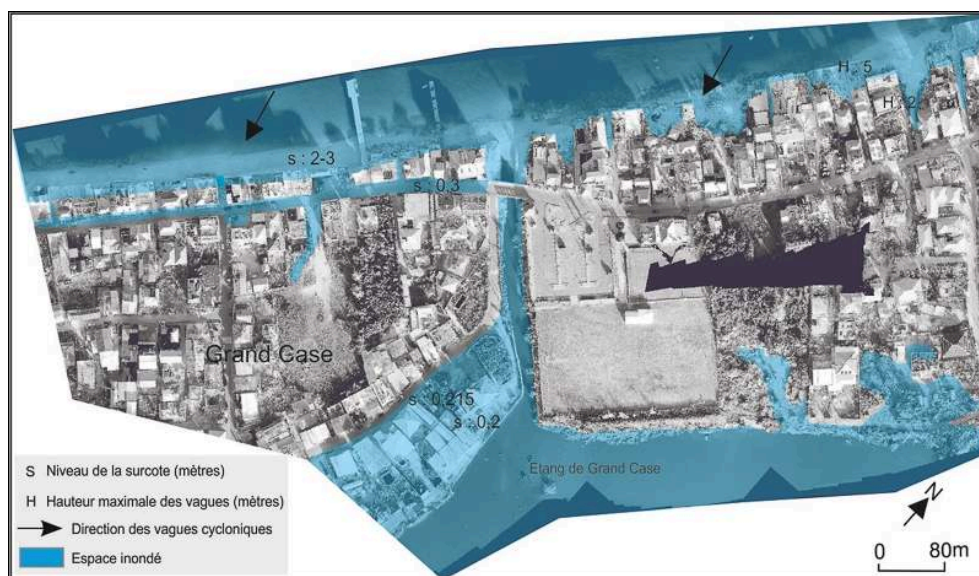 H : 5
H : 2
s : 2-3
s : 0.3
Grand Case
s : 0,215
s : 0,2
Etang de Grand Case
S Niveau de la surcote (mètres)
H Hauteur maximale des vagues (mètres)
Direction des vagues cycloniques
Espace inondé
N
0 80m